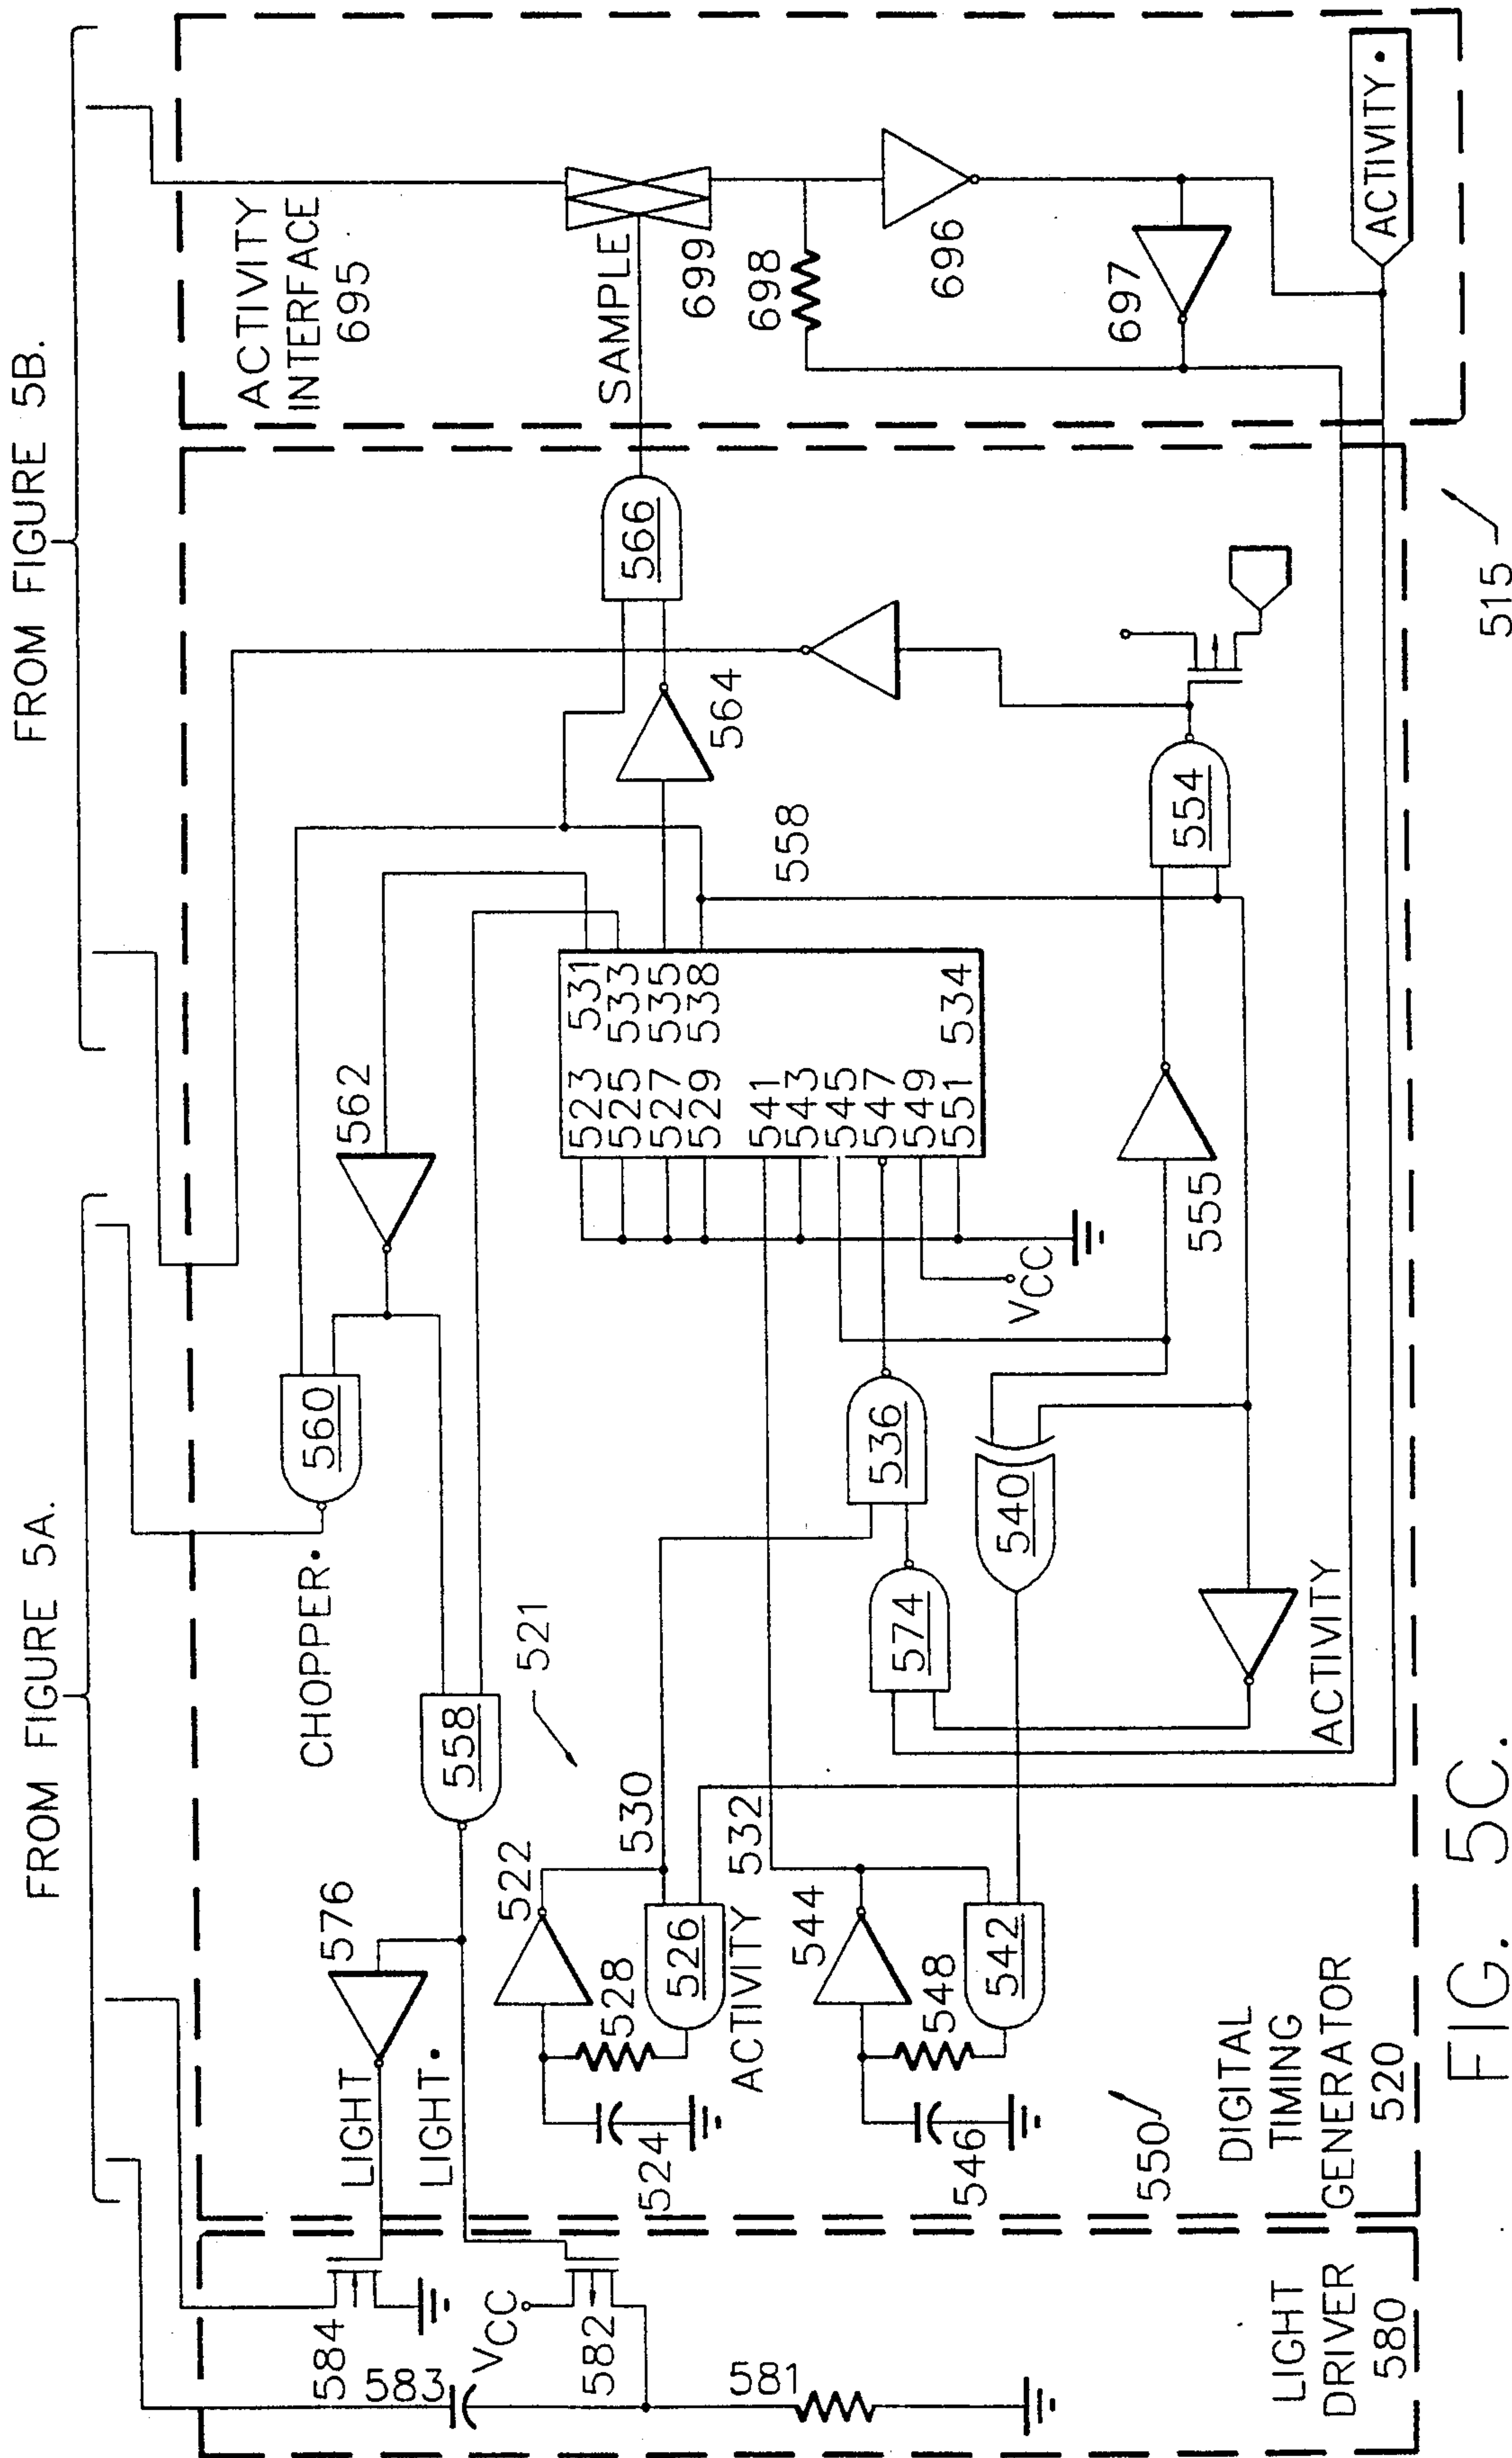 FROM FIGURE 5A.
FROM FIGURE 5B.
CHOPPER•
560
562
576
LIGHT
LIGHT•
558
584
583
VCC
582
581
LIGHT
DRIVER
580
521
522
530
528
526
524
ACTIVITY
532
544
548
542
546
550
DIGITAL
TIMING
GENERATOR
520
523 531
525 533
527 535
529 538
541
543
545
547
549
551 534
VCC
536
574
540
ACTIVITY
555
554
558
564
566
SAMPLE
ACTIVITY
INTERFACE
695
699
698
696
697
ACTIVITY•
515
FIG. 5C.